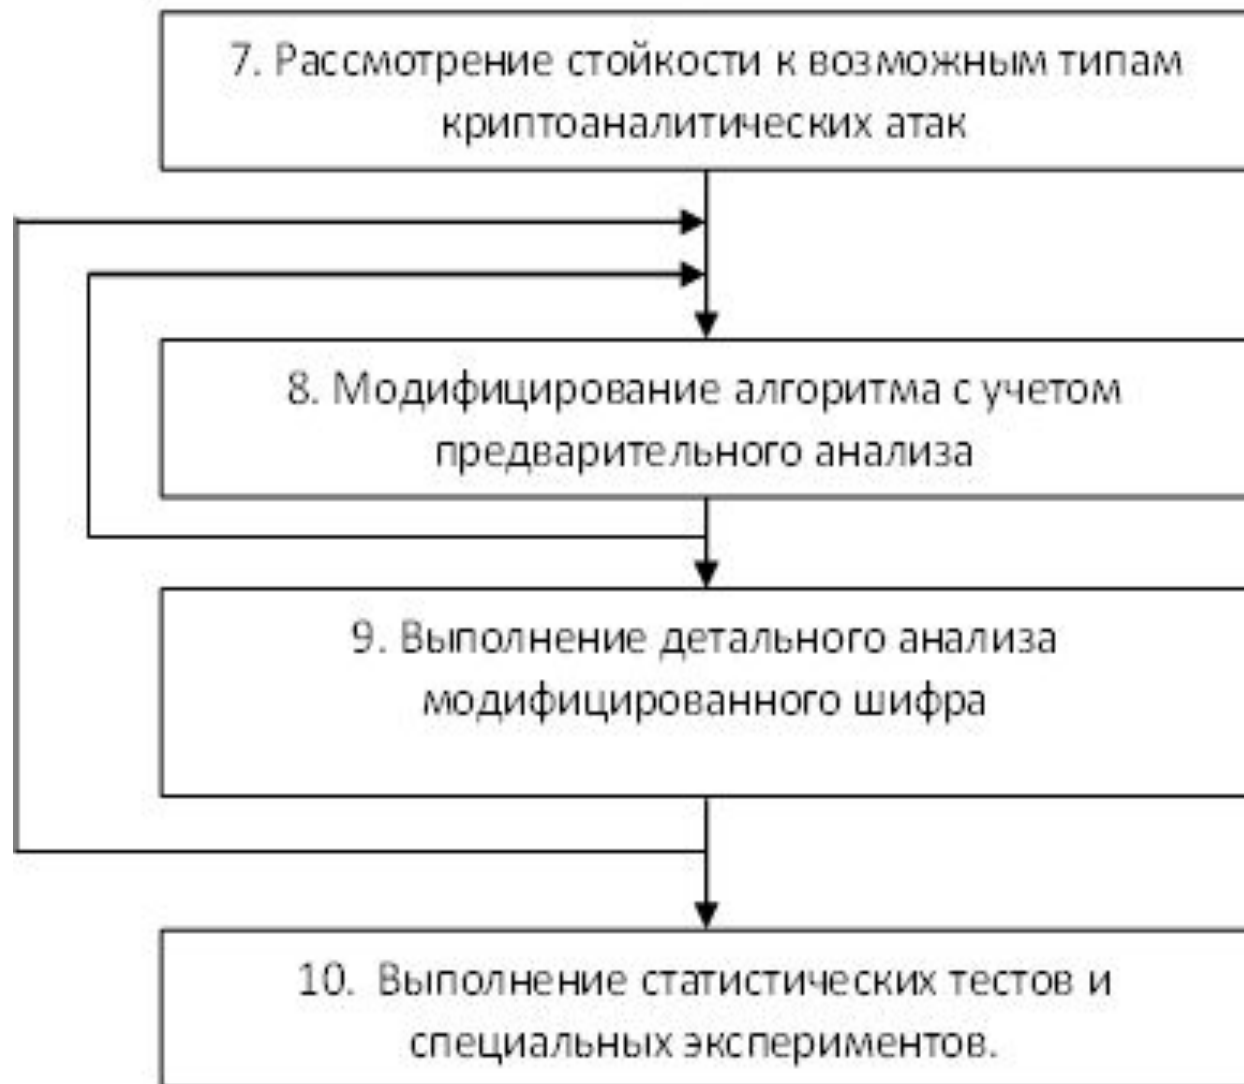 7. Рассмотрение стойкости к возможным типам
криптоаналитических атак
8. Модифицирование алгоритма с учетом
предварительного анализа
9. Выполнение детального анализа
модифицированного шифра
10. Выполнение статистических тестов и
специальных экспериментов.